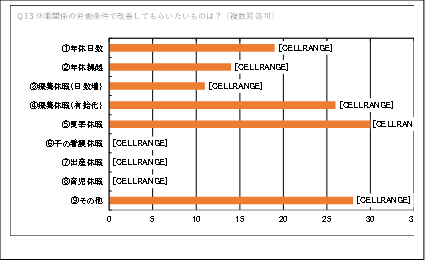 Q13 休暇関係の労働条件で改善してもらいたいものは？（複数回答可）
①年休日数 [CELLRANGE]
②年休繰越 [CELLRANGE]
③授業休暇(日数増) [CELLRANGE]
④授業休暇(有給化) [CELLRANGE]
⑤夏季休暇 [CELLRAN
⑥子の看護休暇 [CELLRANGE]
⑦出産休暇 [CELLRANGE]
⑧育児休暇 [CELLRANGE]
⑨その他 [CELLRANGE]
0 5 10 15 20 25 30 3